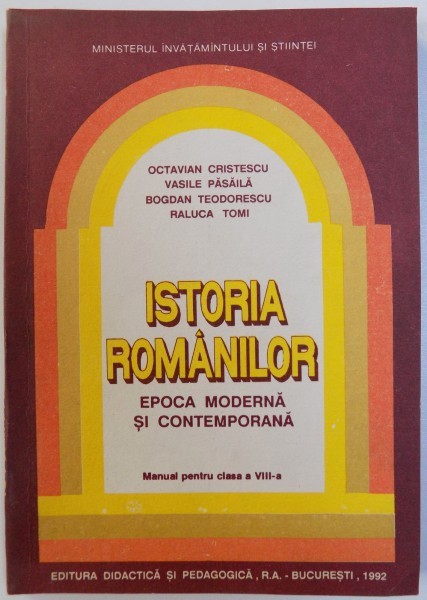 MINISTERUL ÎNVĂȚĂMÎNTULUI ȘI ȘTIINȚEI
OCTAVIAN CRISTESCU
VASILE PĂSĂILĂ
BOGDAN TEODORESCU
RALUCA TOMI
ISTORIA
ROMÂNILOR
EPOCA MODERNĂ
ȘI CONTEMPORANĂ
Manual pentru clasa a VIII-a
EDITURA DIDACTICĂ ȘI PEDAGOGICĂ, R.A. - BUCUREȘTI, 1992